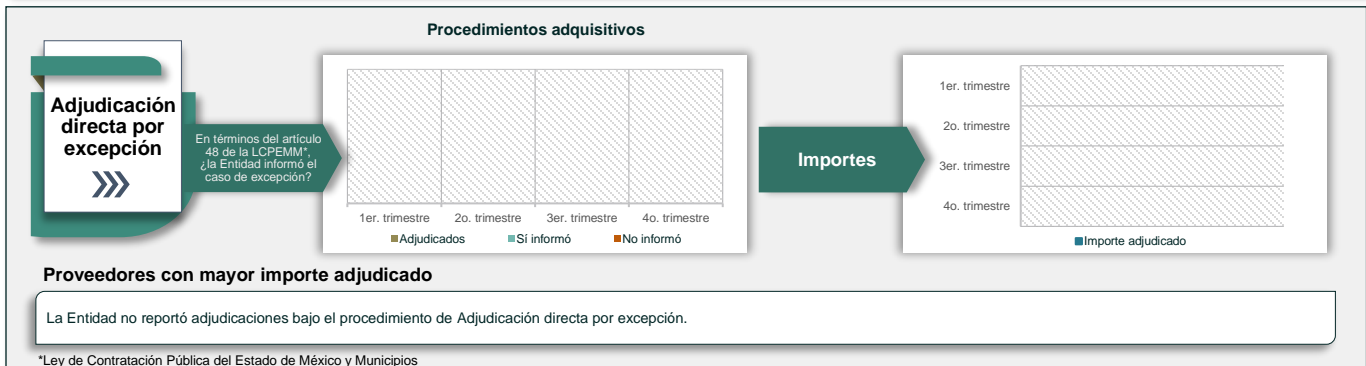 Procedimientos adquisitivos
Adjudicación
directa por
excepción
En términos del artículo
48 de la LCPEMM*,
¿la Entidad informó el
caso de excepción?
1er. trimestre 2o. trimestre 3er. trimestre 4o. trimestre
Adjudicados Sí informó No informó
Importes
1er. trimestre
2o. trimestre
3er. trimestre
4o. trimestre
Importe adjudicado
Proveedores con mayor importe adjudicado
La Entidad no reportó adjudicaciones bajo el procedimiento de Adjudicación directa por excepción.
*Ley de Contratación Pública del Estado de México y Municipios